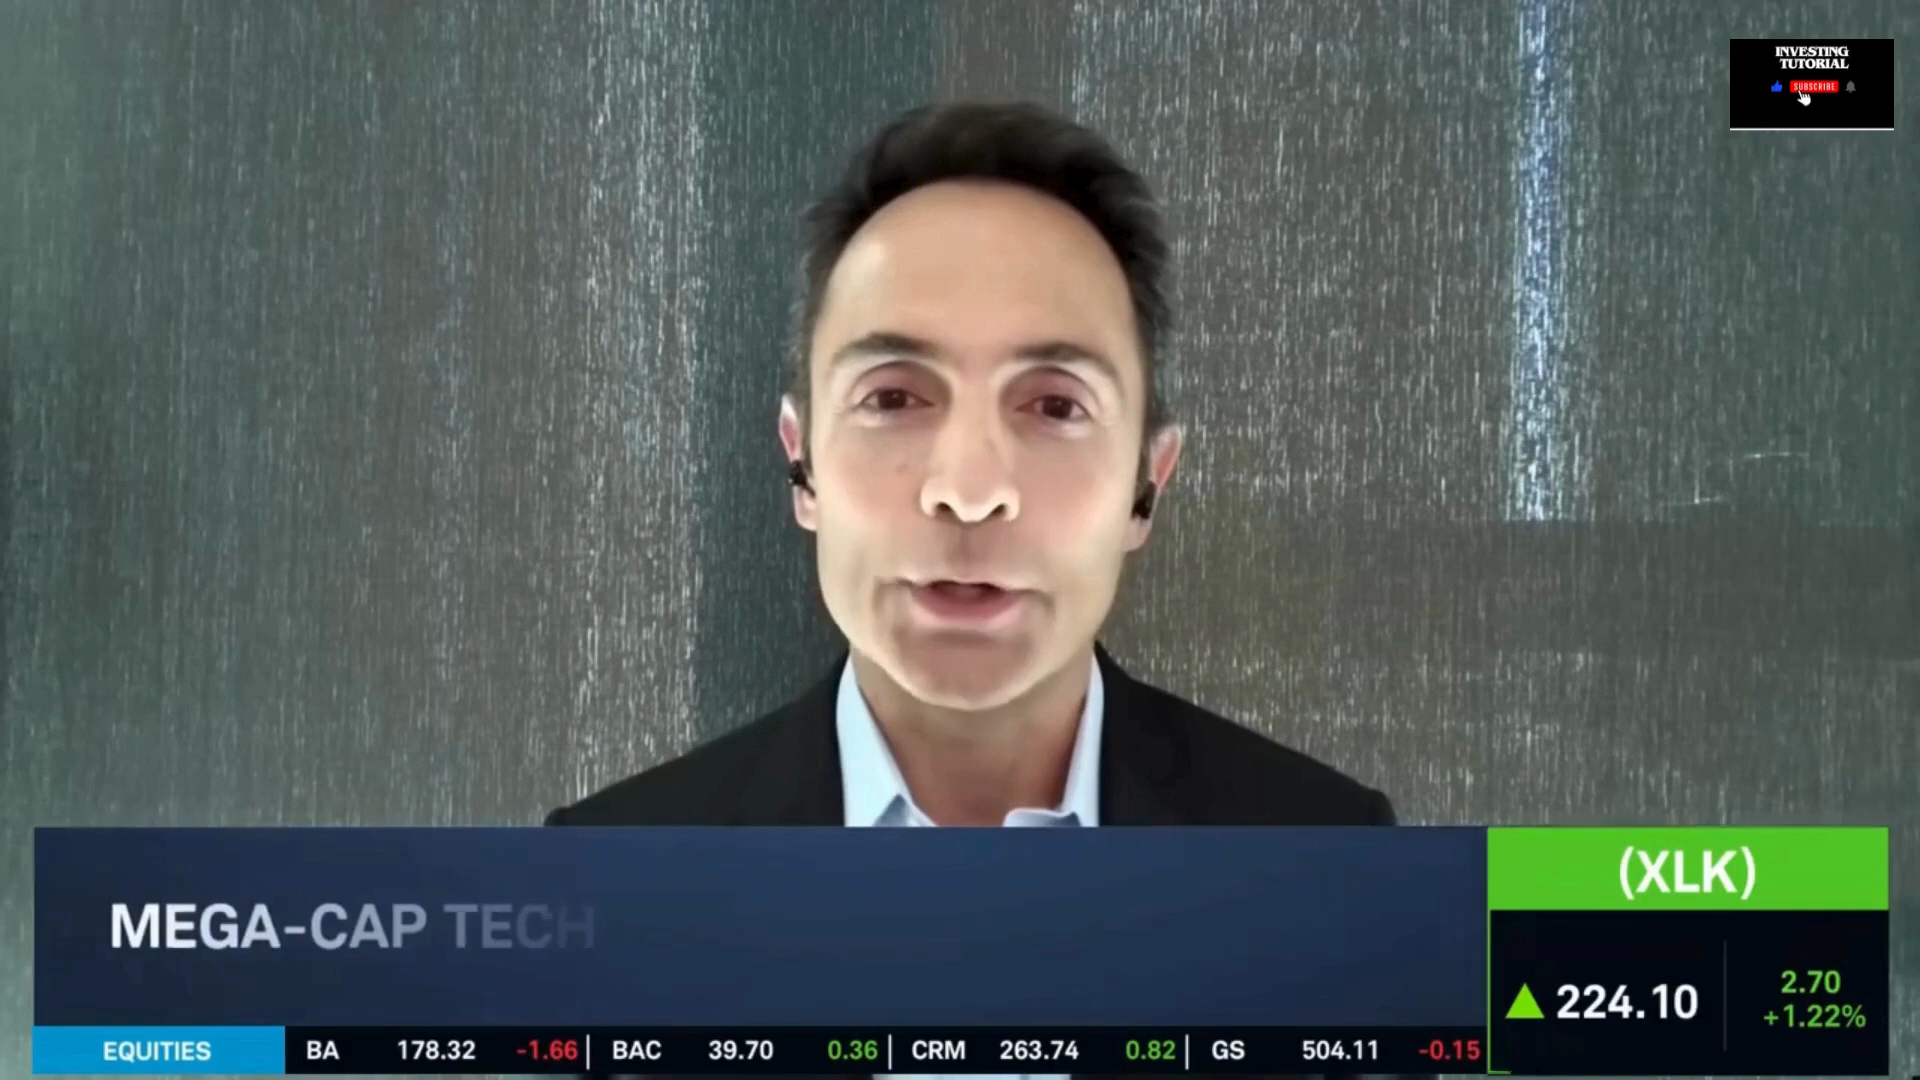 INVESTING
TUTORIAL
SUBSCRIBE
MEGA-CAP TECH
(XLK)
224.10
2.70
+1.22%
EQUITIES BA 178.32 -1.66 BAC 39.70 0.36 CRM 263.74 0.82 GS 504.11 -0.15